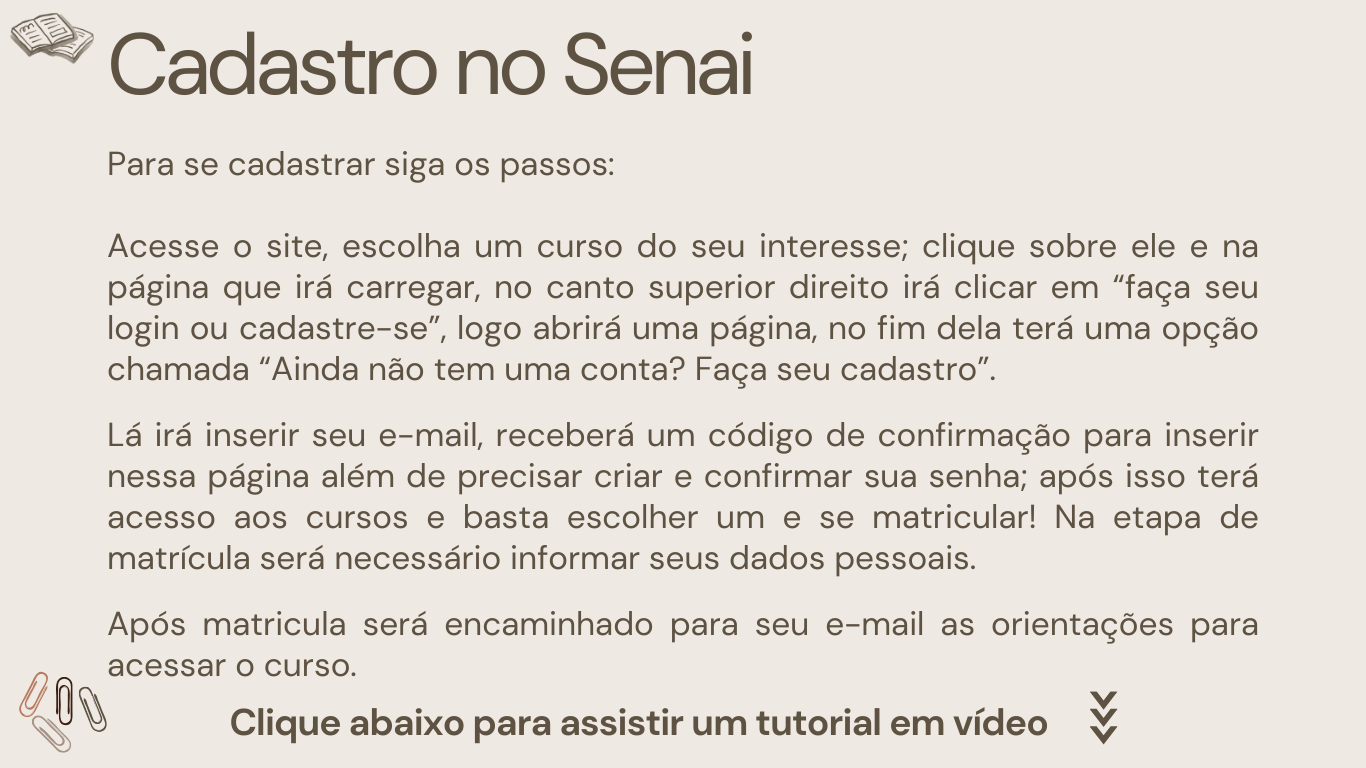 Cadastro no Senai
Para se cadastrar siga os passos:
Acesse o site, escolha um curso do seu interesse; clique sobre ele e na
página que irá carregar, no canto superior direito irá clicar em “faça seu
login ou cadastre-se”, logo abrirá uma página, no fim dela terá uma opção
chamada “Ainda não tem uma conta? Faça seu cadastro”.
Lá irá inserir seu e-mail, receberá um código de confirmação para inserir
nessa página além de precisar criar e confirmar sua senha; após isso terá
acesso aos cursos e basta escolher um e se matricular! Na etapa de
matrícula será necessário informar seus dados pessoais.
Após matricula será encaminhado para seu e-mail as orientações para
acessar o curso.
Clique abaixo para assistir um tutorial em vídeo